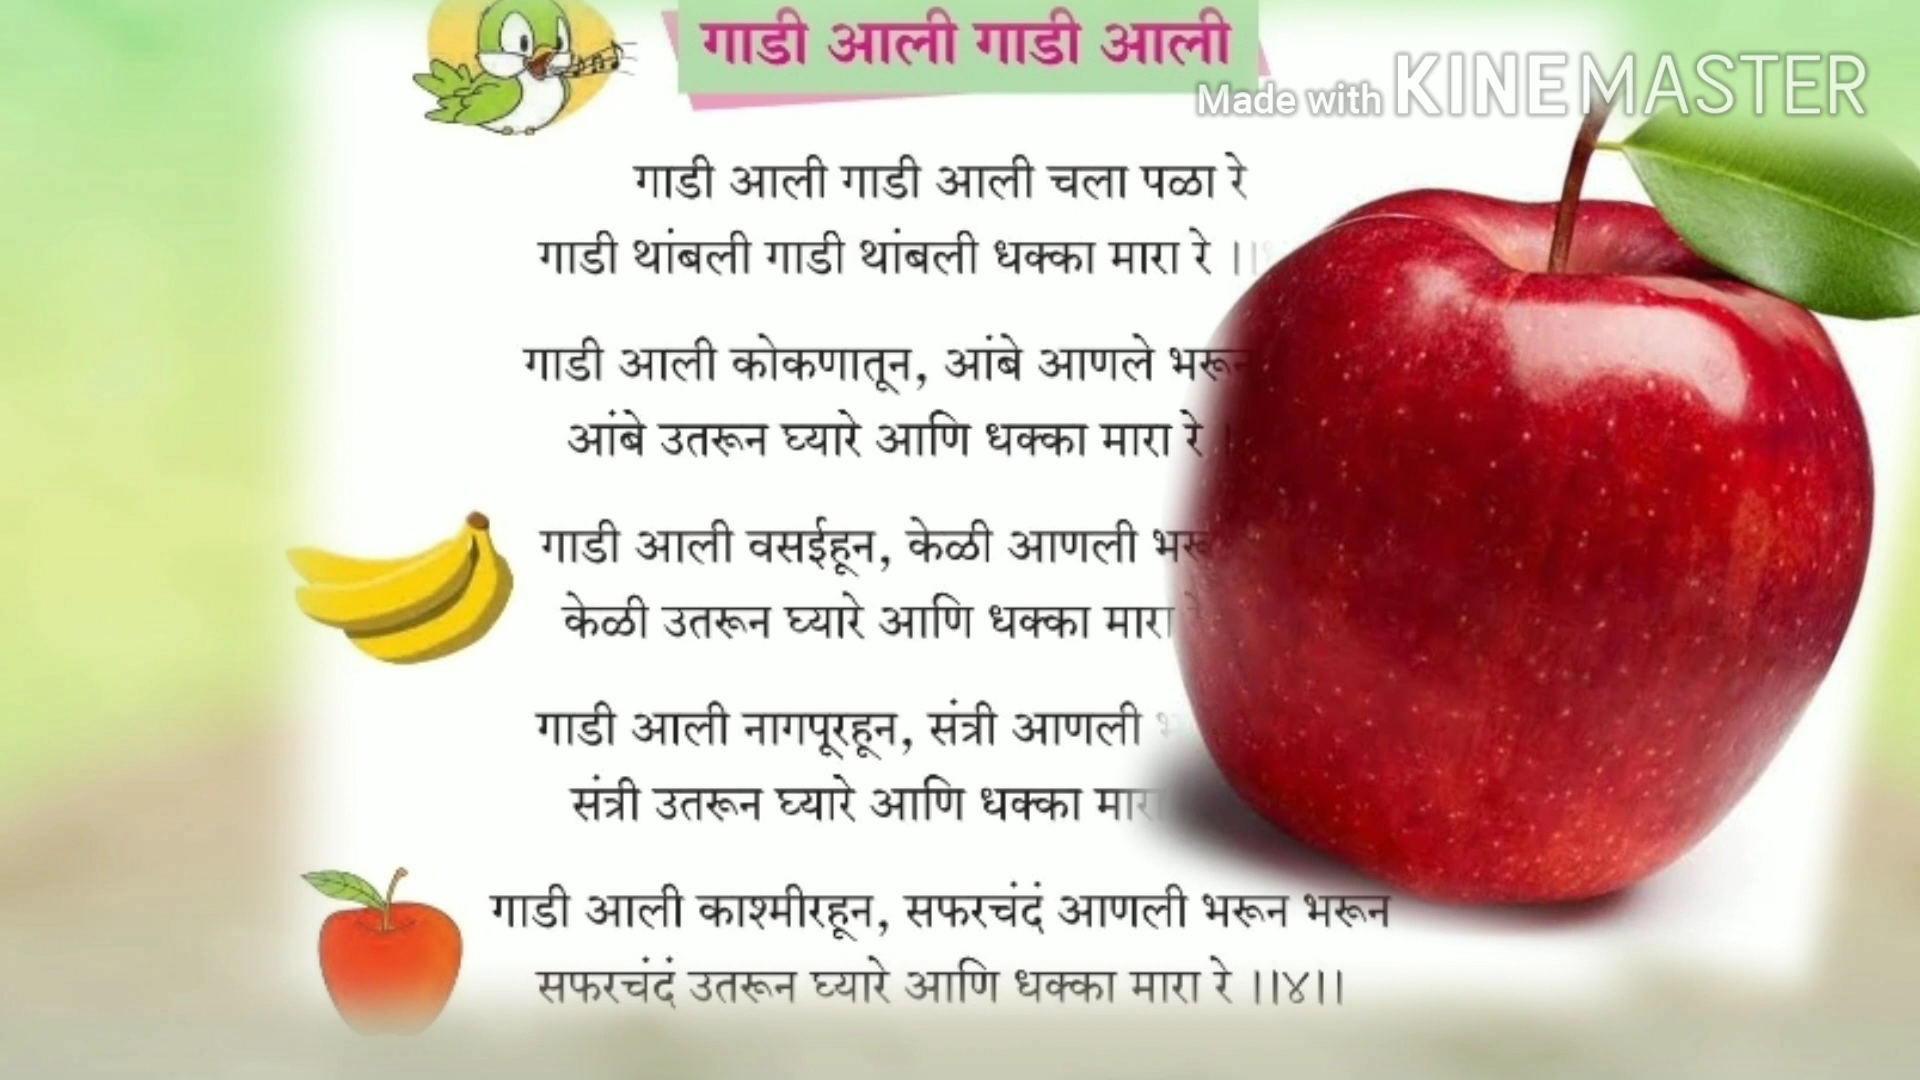 गाडी आली गाडी आली
Made with KINEMASTER
गाडी आली गाडी आली चला पळा रे
गाडी थांबली गाडी थांबली धक्का मारा रे ।।
गाडी आली कोकणातून, आंबे आणले भरून
आंबे उतरून घ्यारे आणि धक्का मारा रे ।
गाडी आली वसईहून, केळी आणली
केळी उतरून घ्यारे आणि धक्का मारा
गाडी आली नागपूरहून, संत्री आणली
संत्री उतरून घ्यारे आणि धक्का मारा
गाडी आली काश्मीरहून, सफरचंदं आणली भरून भरून
सफरचंदं उतरून घ्यारे आणि धक्का मारा रे ।।४।।